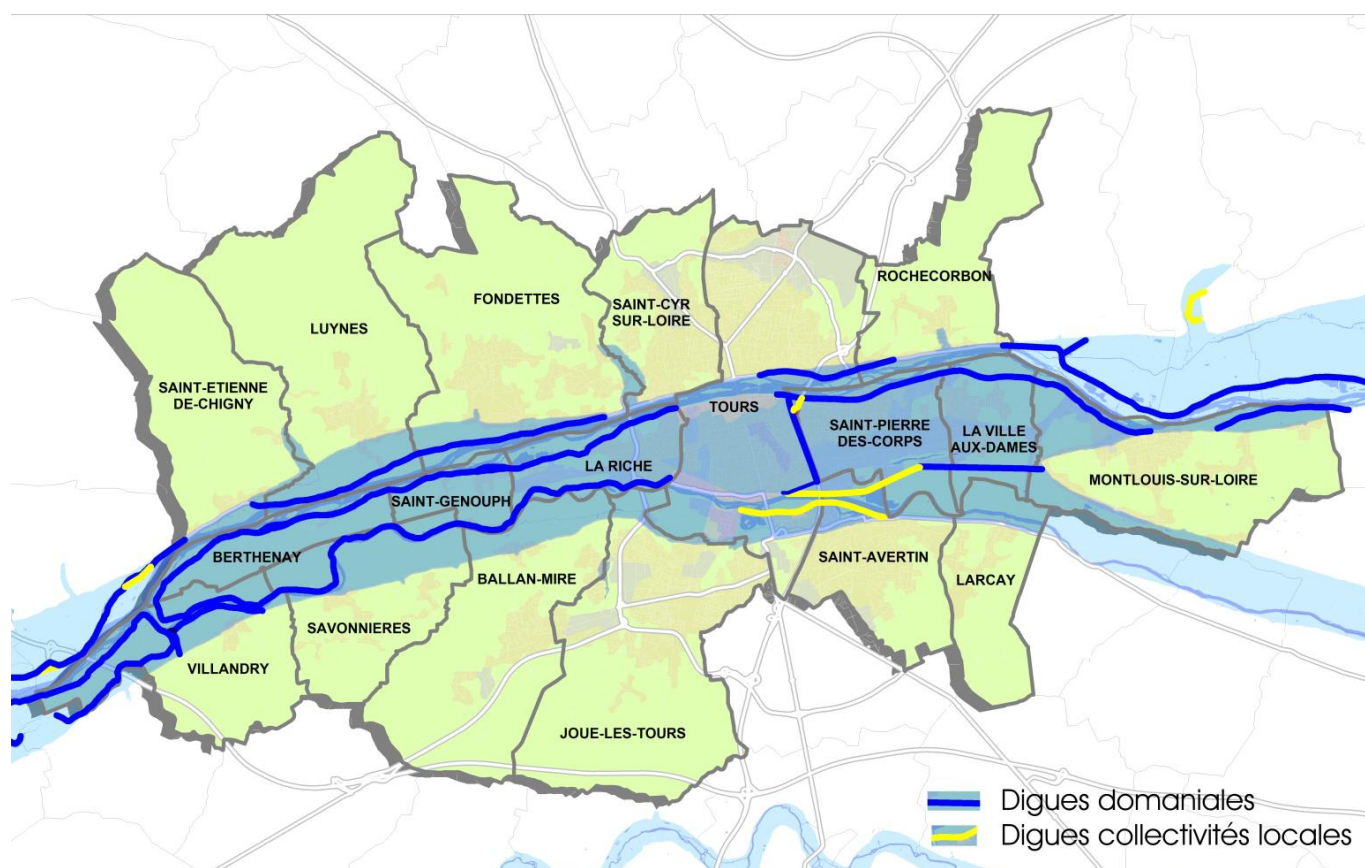 ROCHECORBON
FONDETTES
SAINT-CYR
SUR-LOIRE
LUYNES
SAINT-ETIENNE
DE-CHIGNY
TOURS
SAINT-PIERRE
DES-CORPS
LA VILLE
AUX-DAMES
LA RICHE
MONTLOUIS-SUR-LOIRE
SAINT-GENOUPH
BERTHENAY
SAINT-AVERTIN
BALLAN-MIRE
LARCAY
SAVONNIERES
VILLANDRY
JOUE-LES-TOURS
Digues domaniales
Digues collectivités locales